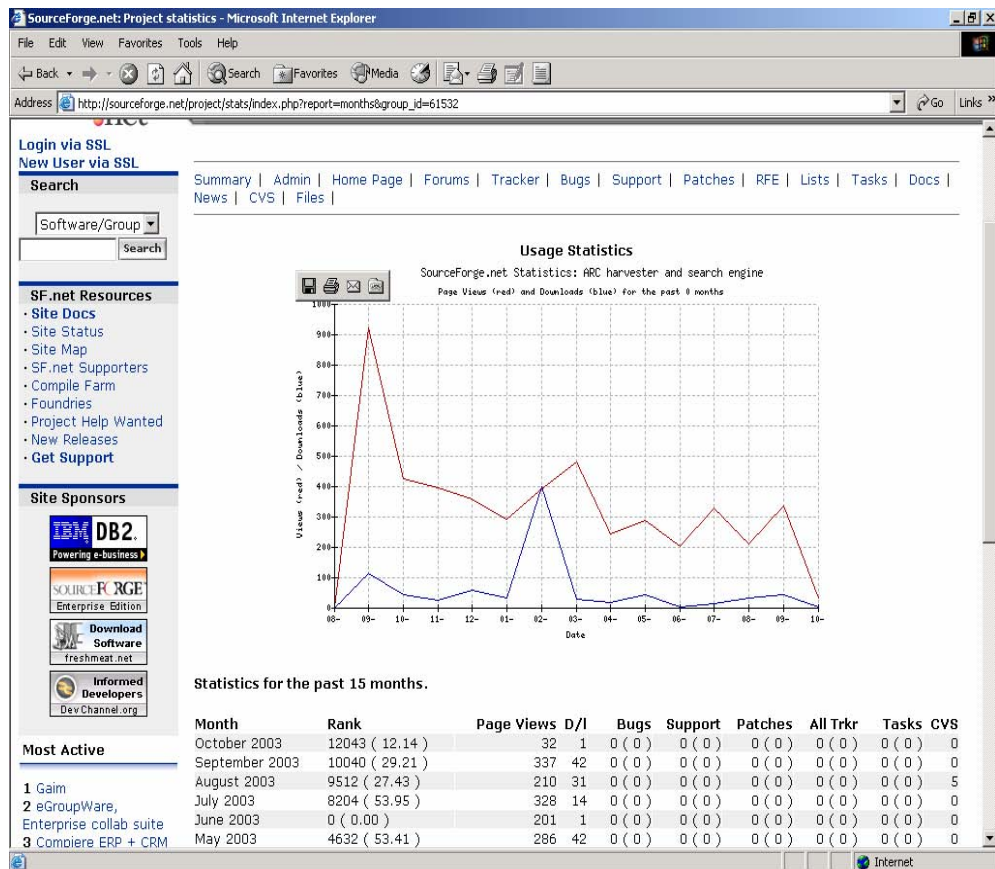 SourceForge.net: Project statistics - Microsoft Internet Explorer
File Edit View Favorites Tools Help
Back Search Favorites Media
Address http://sourceforge.net/project/stats/index.php?report=months&group_id=61532 Go Links »
Login via SSL
New User via SSL
Search
Software/Group
Search
SF.net Resources
· Site Docs
· Site Status
· Site Map
· SF.net Supporters
· Compile Farm
· Foundries
· Project Help Wanted
· New Releases
· Get Support
Site Sponsors
IBM DB2.
Powering e-business
SOURCEFORGE
Enterprise Edition
Download
Software
freshmeat.net
Informed
Developers
DevChannel.org
Most Active
1 Gaim
2 eGroupWare,
Enterprise collab suite
3 Compiere ERP + CRM
Summary | Admin | Home Page | Forums | Tracker | Bugs | Support | Patches | RFE | Lists | Tasks | Docs |
News | CVS | Files |
Usage Statistics
SourceForge.net Statistics: ARC harvester and search engine
Page Views (red) and Downloads (blue) for the past 0 months
Views (red) / Downloads (blue)
1000
900
800
700
600
500
400
300
200
100
0
08- 09- 10- 11- 12- 01- 02- 03- 04- 05- 06- 07- 08- 09- 10-
Date
Statistics for the past 15 months.
Month Rank Page Views D/l Bugs Support Patches All Trkr Tasks CVS
October 2003 12043 ( 12.14 ) 32 1 0 ( 0 ) 0 ( 0 ) 0 ( 0 ) 0 ( 0 ) 0 ( 0 ) 0
September 2003 10040 ( 29.21 ) 337 42 0 ( 0 ) 0 ( 0 ) 0 ( 0 ) 0 ( 0 ) 0 ( 0 ) 0
August 2003 9512 ( 27.43 ) 210 31 0 ( 0 ) 0 ( 0 ) 0 ( 0 ) 0 ( 0 ) 0 ( 0 ) 5
July 2003 8204 ( 53.95 ) 328 14 0 ( 0 ) 0 ( 0 ) 0 ( 0 ) 0 ( 0 ) 0 ( 0 ) 0
June 2003 0 ( 0.00 ) 201 1 0 ( 0 ) 0 ( 0 ) 0 ( 0 ) 0 ( 0 ) 0 ( 0 ) 0
May 2003 4632 ( 53.41 ) 286 42 0 ( 0 ) 0 ( 0 ) 0 ( 0 ) 0 ( 0 ) 0 ( 0 ) 0
Internet